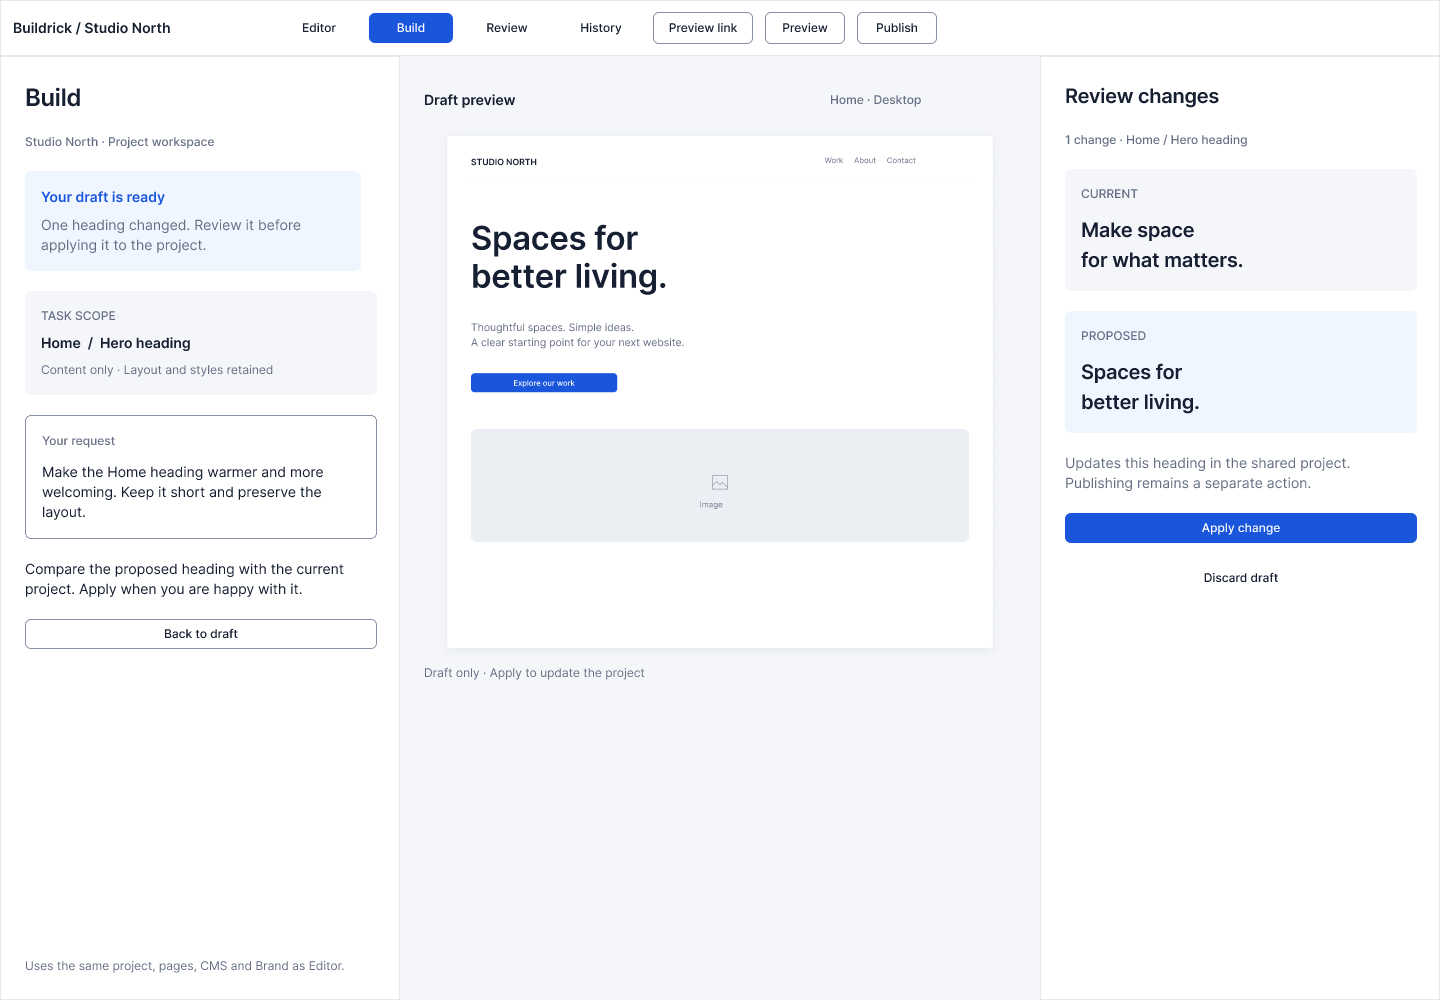 Buildrick / Studio North
Editor
Build
Review
History
Preview link
Preview
Publish
Build
Studio North · Project workspace
Your draft is ready
One heading changed. Review it before
applying it to the project.
TASK SCOPE
Home / Hero heading
Content only · Layout and styles retained
Your request
Make the Home heading warmer and more
welcoming. Keep it short and preserve the
layout.
Compare the proposed heading with the current
project. Apply when you are happy with it.
Back to draft
Uses the same project, pages, CMS and Brand as Editor.
Draft preview
Home · Desktop
STUDIO NORTH
Work
About
Contact
Spaces for
better living.
Thoughtful spaces. Simple ideas.
A clear starting point for your next website.
Explore our work
Image
Draft only · Apply to update the project
Review changes
1 change · Home / Hero heading
CURRENT
Make space
for what matters.
PROPOSED
Spaces for
better living.
Updates this heading in the shared project.
Publishing remains a separate action.
Apply change
Discard draft